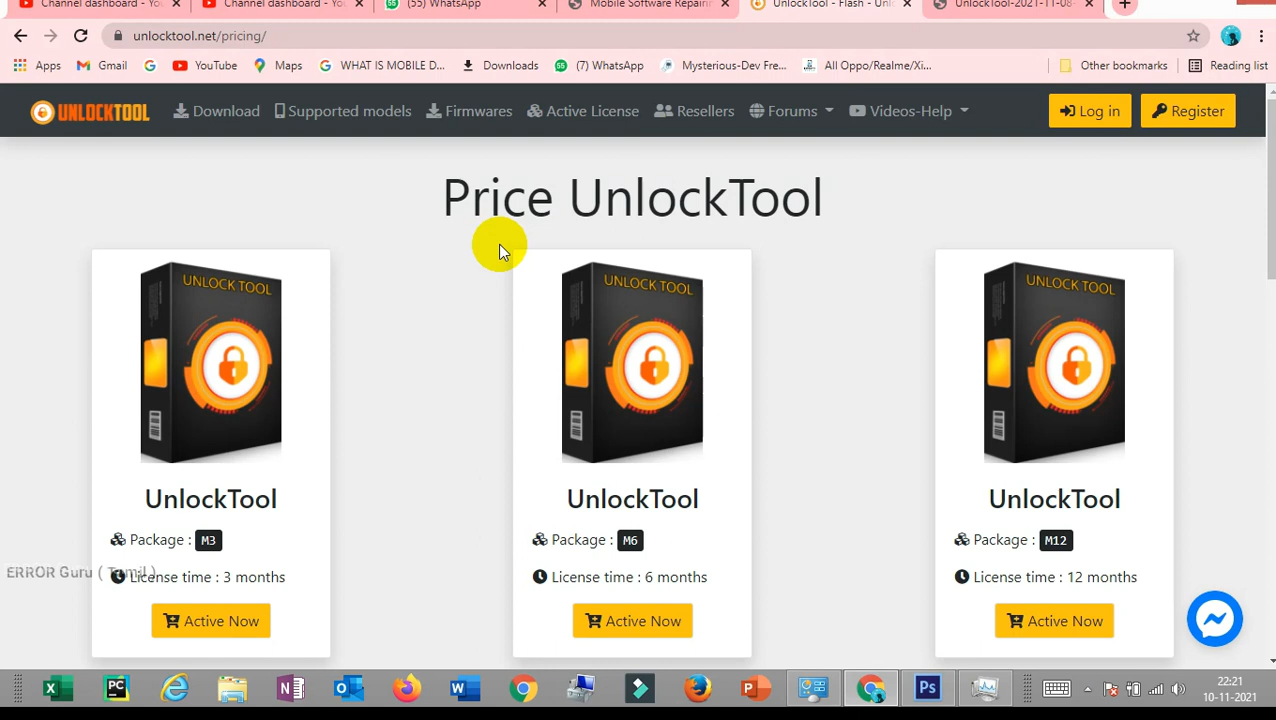 Channel dashboard - Yo
Channel dashboard - You
(55) WhatsApp
Mobile Software Repairin
UnlockTool - Flash - Unlo
UnlockTool-2021-11-08-
unlocktool.net/pricing/
Apps Gmail YouTube Maps WHAT IS MOBILE D... Downloads (7) WhatsApp Mysterious-Dev Fre... All Oppo/Realme/Xi... Other bookmarks Reading list
UNLOCKTOOL Download Supported models Firmwares Active License Resellers Forums Videos-Help Log in Register
Price UnlockTool
UNLOCK TOOL
UnlockTool
Package : M3
License time : 3 months
Active Now
UNLOCK TOOL
UnlockTool
Package : M6
License time : 6 months
Active Now
UNLOCK TOOL
UnlockTool
Package : M12
License time : 12 months
Active Now
ERROR Guru ( Tamil )
22:21
10-11-2021